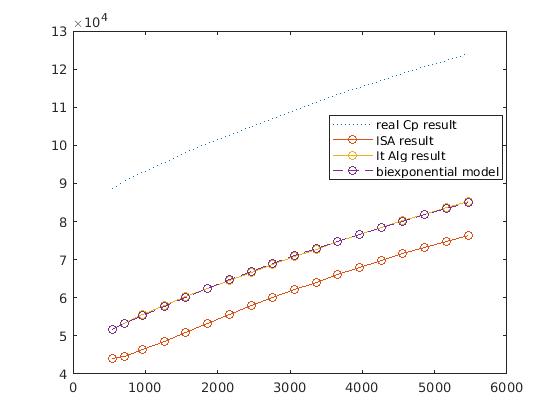 ×10⁴
13
12
11
10
9
8
7
6
5
4
real Cp result
ISA result
It Alg result
biexponential model
0 1000 2000 3000 4000 5000 6000